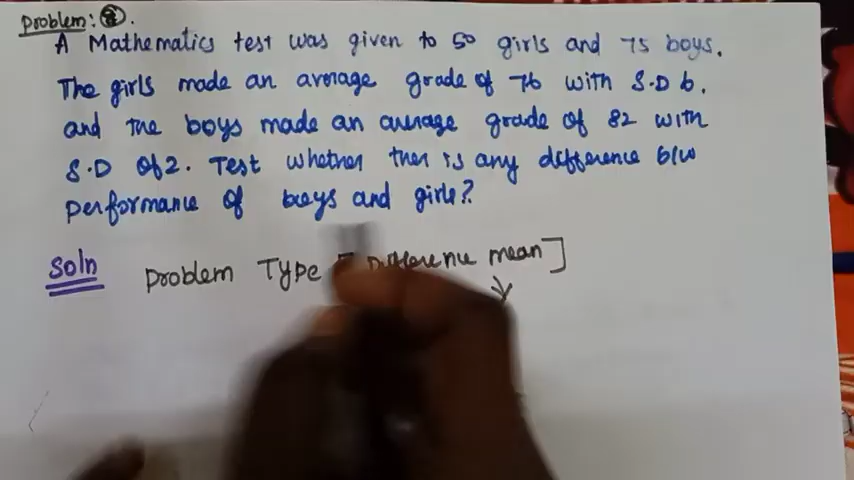 Problem: 8.
A Mathematics test was given to 50 girls and 75 boys.
The girls made an average grade of 76 with S.D 6.
and the boys made an average grade of 82 with
S.D of 2. Test whether ther is any difference b/w
performance of boys and girls?
Soln Problem Type [Difference mean]